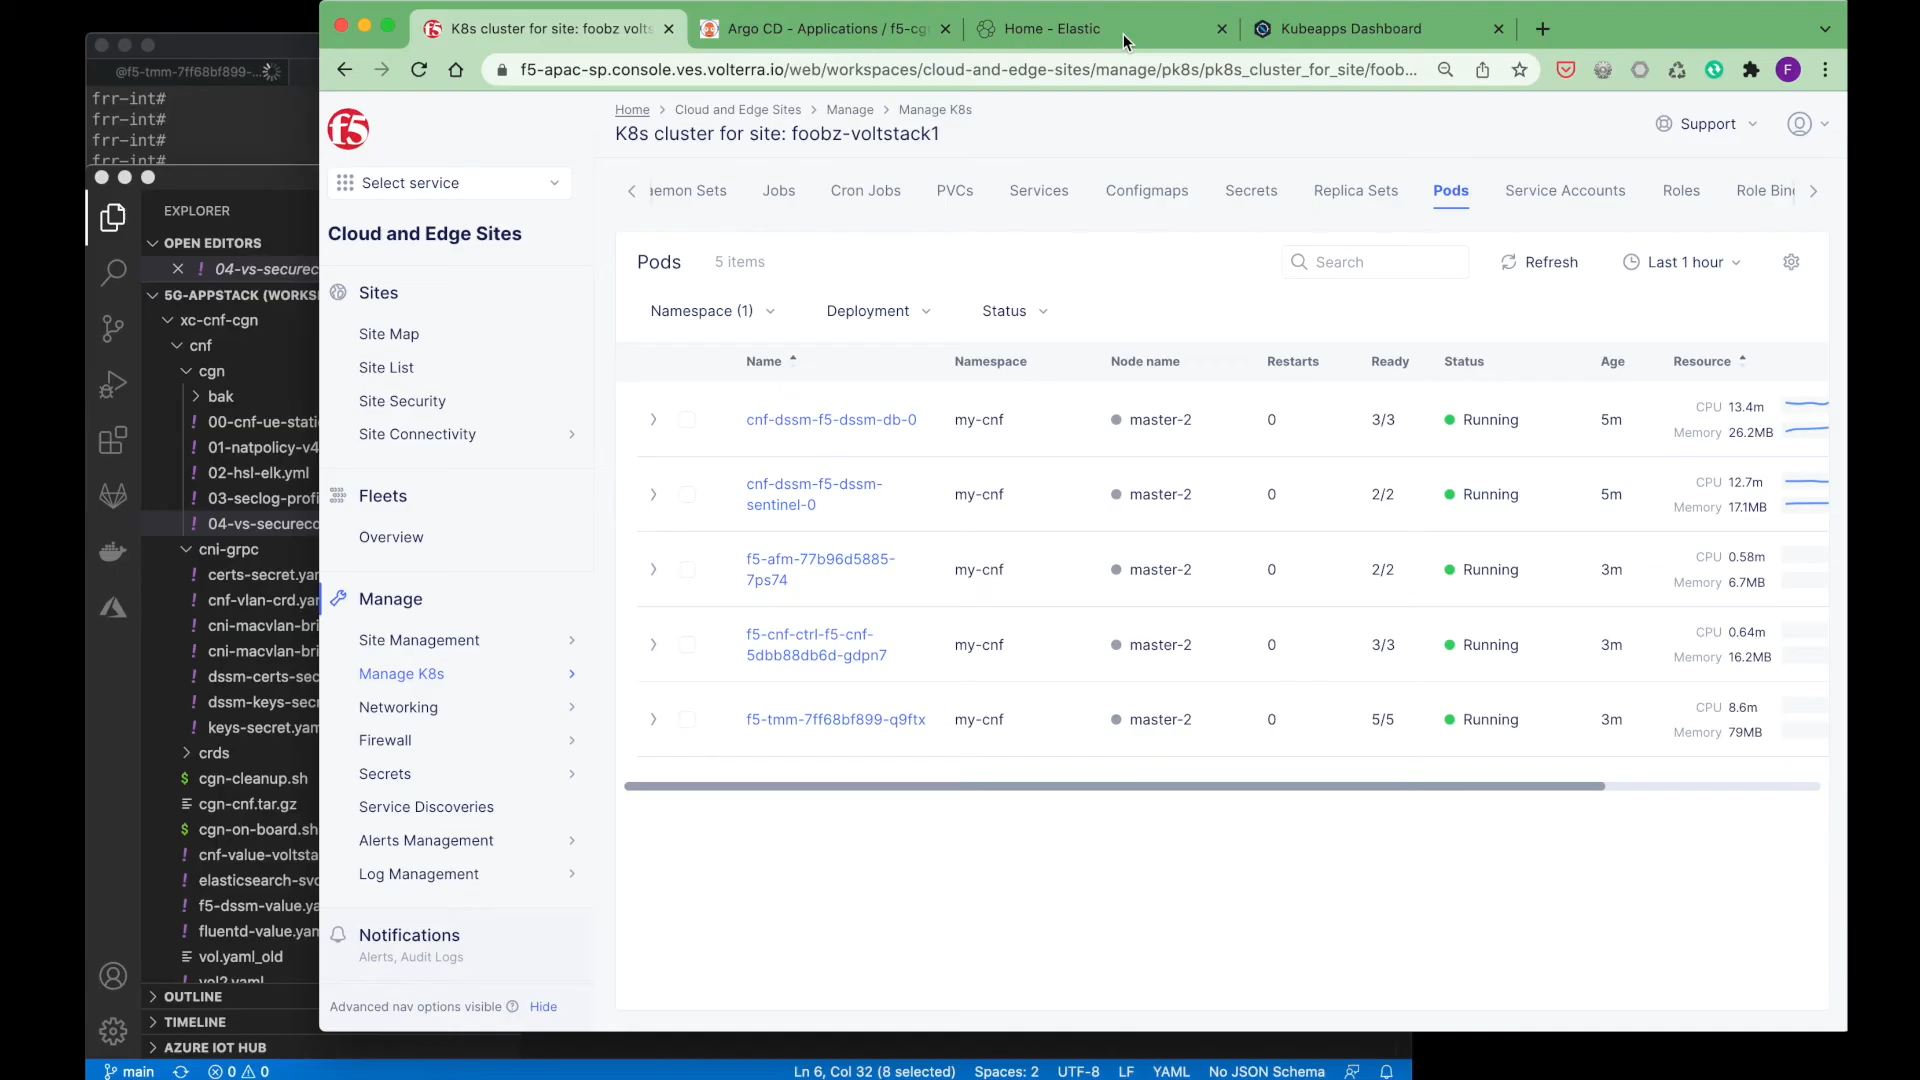 K8s cluster for site: foobz volts
Argo CD - Applications / f5-cg
Home - Elastic
Kubeapps Dashboard
@f5-tmm-7ff68bf899-...
f5-apac-sp.console.ves.volterra.io/web/workspaces/cloud-and-edge-sites/manage/pk8s/pk8s_cluster_for_site/foob...
F
frr-int#
frr-int#
frr-int#
frr-int#
f5
Home > Cloud and Edge Sites > Manage > Manage K8s
K8s cluster for site: foobz-voltstack1
Support
Select service
aemon Sets Jobs Cron Jobs PVCs Services Configmaps Secrets Replica Sets Pods Service Accounts Roles Role Bin
EXPLORER
OPEN EDITORS
04-vs-securec
5G-APPSTACK (WORKS
xc-cnf-cgn
cnf
cgn
bak
00-cnf-ue-stati
01-natpolicy-v4
02-hsl-elk.yml
03-seclog-profi
04-vs-secureco
cni-grpc
certs-secret.yam
cnf-vlan-crd.ya
cni-macvlan-bri
cni-macvlan-bri
dssm-certs-sec
dssm-keys-secr
keys-secret.yam
crds
cgn-cleanup.sh
cgn-cnf.tar.gz
cgn-on-board.sh
cnf-value-voltsta
elasticsearch-svc
f5-dssm-value.ya
fluentd-value.yam
vol.yaml_old
vol2.yaml
OUTLINE
TIMELINE
AZURE IOT HUB
Cloud and Edge Sites
Sites
Site Map
Site List
Site Security
Site Connectivity
Fleets
Overview
Manage
Site Management
Manage K8s
Networking
Firewall
Secrets
Service Discoveries
Alerts Management
Log Management
Notifications
Alerts, Audit Logs
Advanced nav options visible ? Hide
Pods 5 items
Search
Refresh
Last 1 hour
Namespace (1) Deployment Status
Name Namespace Node name Restarts Ready Status Age Resource
cnf-dssm-f5-dssm-db-0 my-cnf master-2 0 3/3 Running 5m CPU 13.4m
Memory 26.2MB
cnf-dssm-f5-dssm-
sentinel-0 my-cnf master-2 0 2/2 Running 5m CPU 12.7m
Memory 17.1MB
f5-afm-77b96d5885-
7ps74 my-cnf master-2 0 2/2 Running 3m CPU 0.58m
Memory 6.7MB
f5-cnf-ctrl-f5-cnf-
5dbb88db6d-gdpn7 my-cnf master-2 0 3/3 Running 3m CPU 0.64m
Memory 16.2MB
f5-tmm-7ff68bf899-q9ftx my-cnf master-2 0 5/5 Running 3m CPU 8.6m
Memory 79MB
main 0 0 Ln 6, Col 32 (8 selected) Spaces: 2 UTF-8 LF YAML No JSON Schema